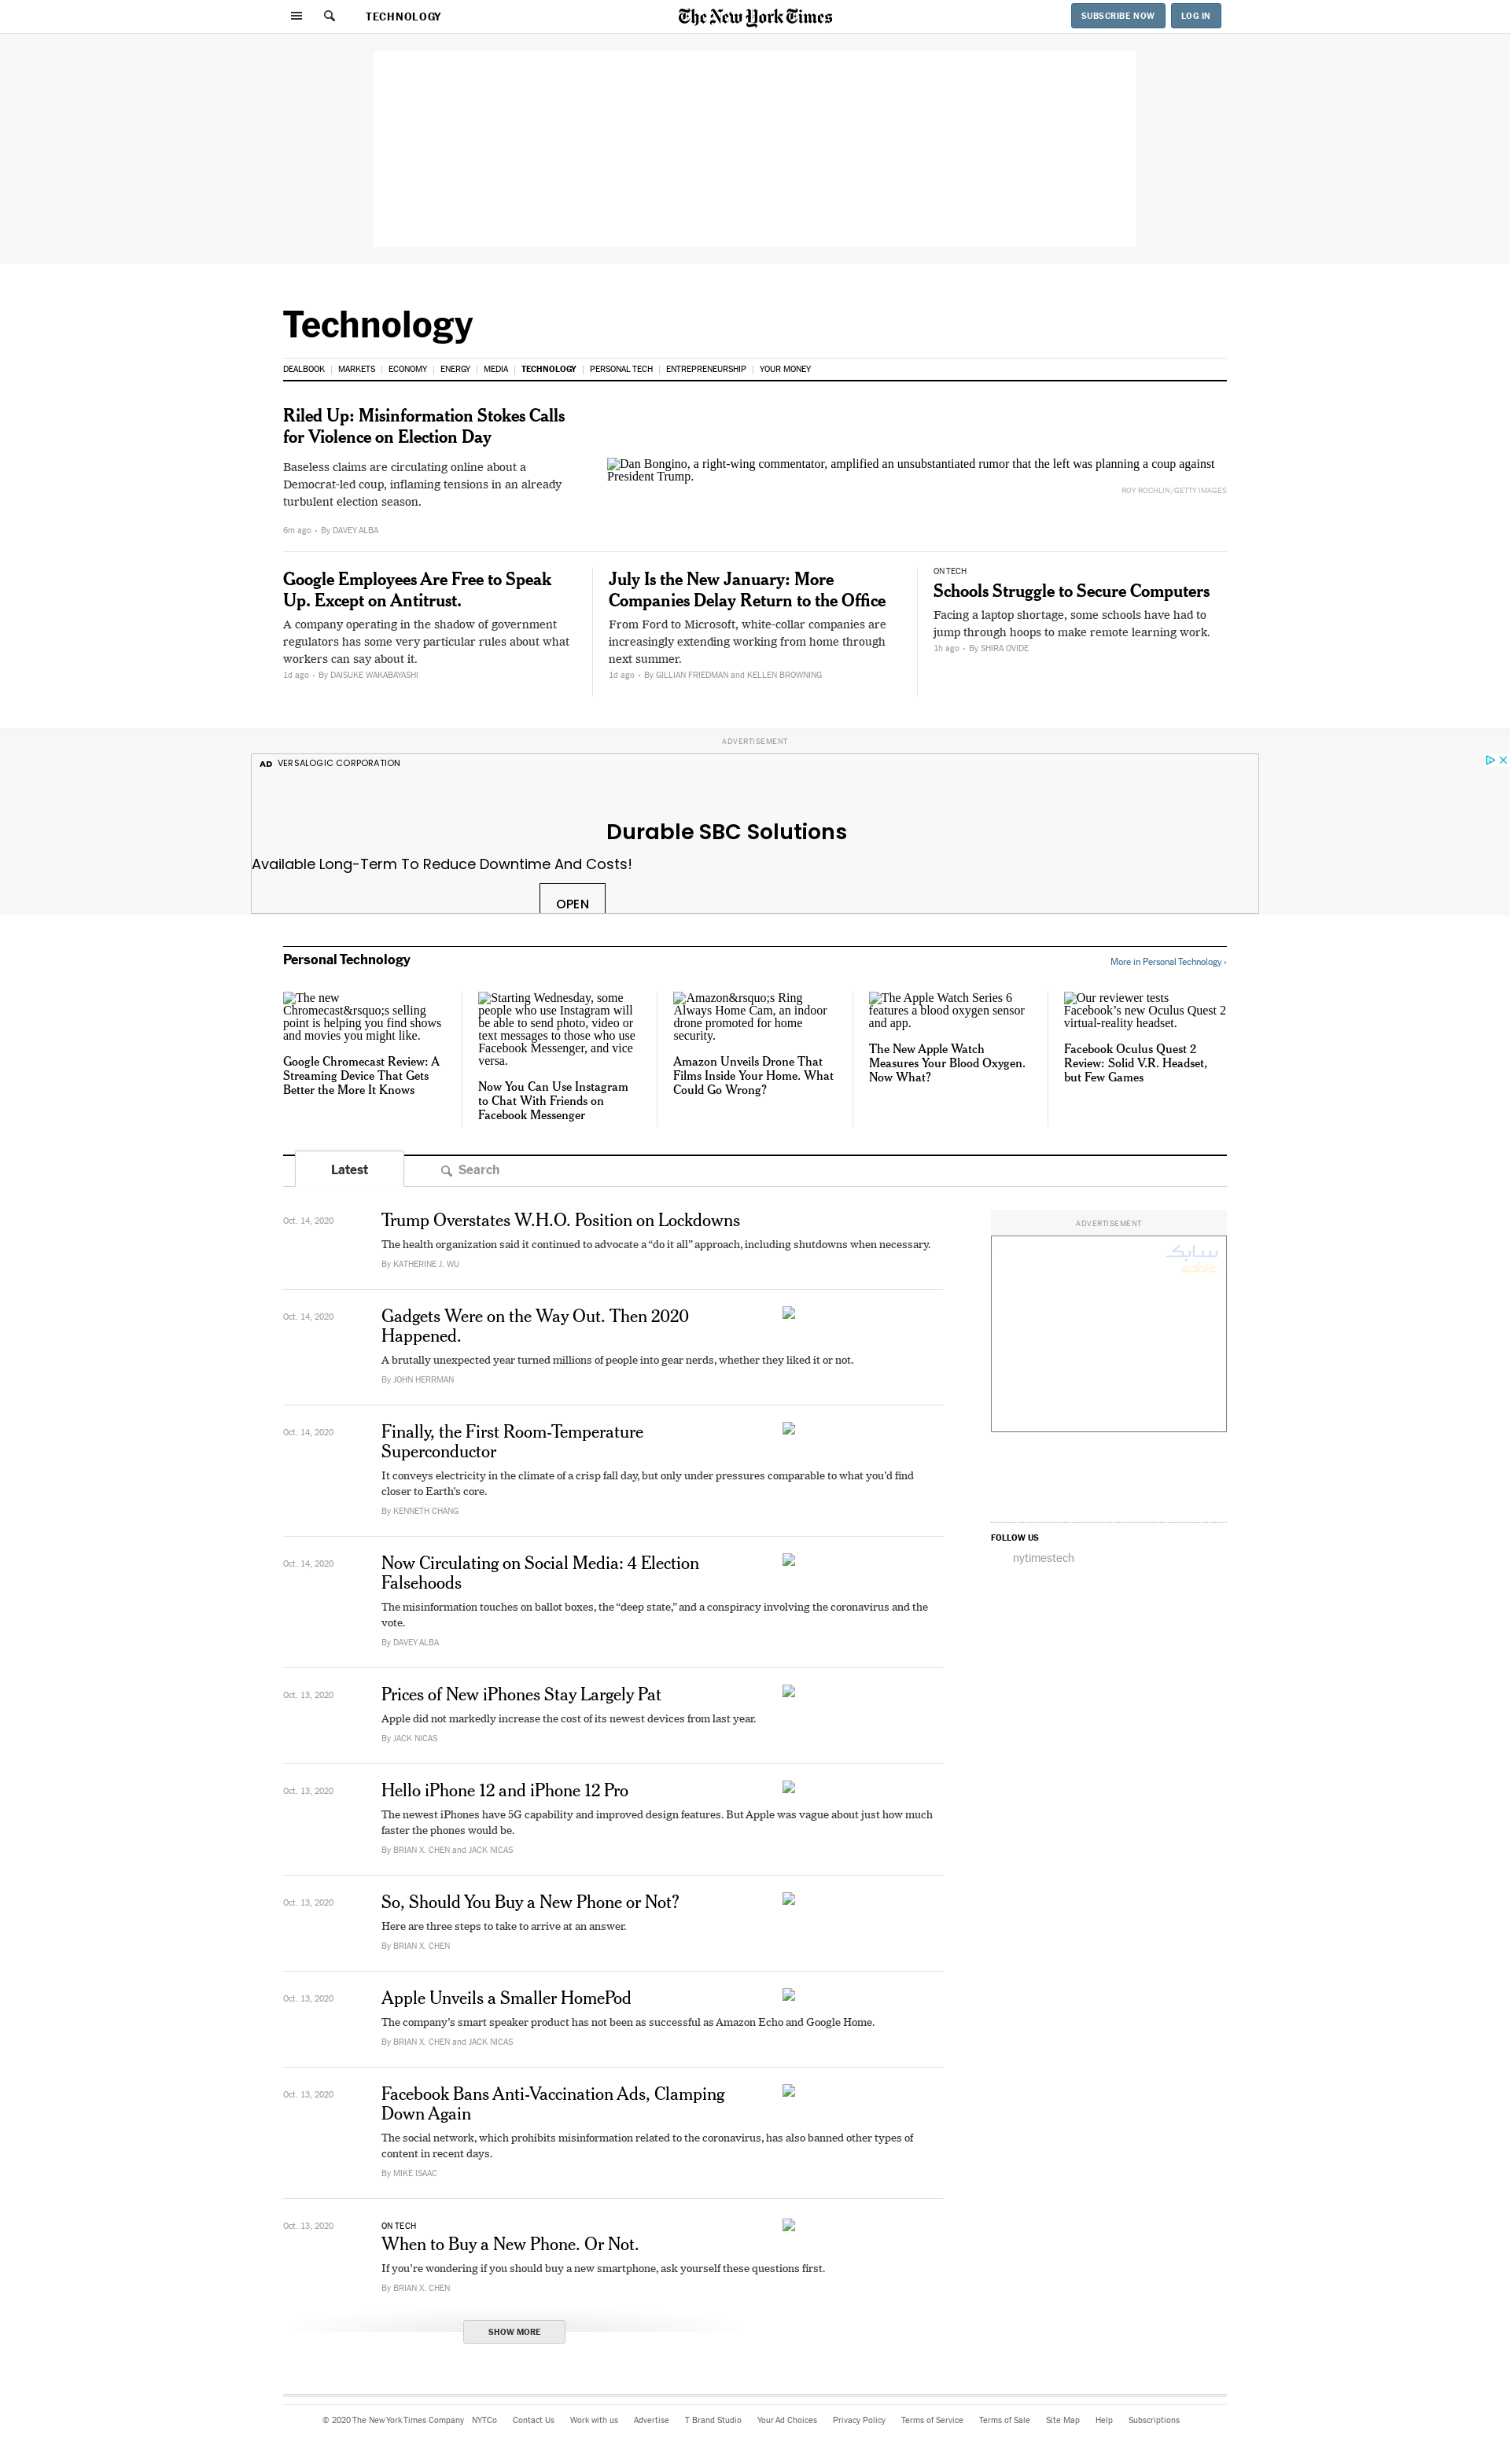 TECHNOLOGY
The New York Times
SUBSCRIBE NOW
LOG IN
Technology
DEALBOOK
MARKETS
ECONOMY
ENERGY
MEDIA
TECHNOLOGY
PERSONAL TECH
ENTREPRENEURSHIP
YOUR MONEY
Riled Up: Misinformation Stokes Calls
for Violence on Election Day
Baseless claims are circulating online about a
Democrat-led coup, inflaming tensions in an already
turbulent election season.
6m ago • By DAVEY ALBA
Dan Bongino, a right-wing commentator, amplified an unsubstantiated rumor that the left was planning a coup against
President Trump.
ROY ROCHLIN/GETTY IMAGES
Google Employees Are Free to Speak
Up. Except on Antitrust.
A company operating in the shadow of government
regulators has some very particular rules about what
workers can say about it.
1d ago • By DAISUKE WAKABAYASHI
July Is the New January: More
Companies Delay Return to the Office
From Ford to Microsoft, white-collar companies are
increasingly extending working from home through
next summer.
1d ago • By GILLIAN FRIEDMAN and KELLEN BROWNING
ON TECH
Schools Struggle to Secure Computers
Facing a laptop shortage, some schools have had to
jump through hoops to make remote learning work.
1h ago • By SHIRA OVIDE
ADVERTISEMENT
AD VERSALOGIC CORPORATION
Durable SBC Solutions
Available Long-Term To Reduce Downtime And Costs!
OPEN
Personal Technology
More in Personal Technology ›
The new
Chromecast&rsquo;s selling
point is helping you find shows
and movies you might like.
Google Chromecast Review: A
Streaming Device That Gets
Better the More It Knows
Starting Wednesday, some
people who use Instagram will
be able to send photo, video or
text messages to those who use
Facebook Messenger, and vice
versa.
Now You Can Use Instagram
to Chat With Friends on
Facebook Messenger
Amazon&rsquo;s Ring
Always Home Cam, an indoor
drone promoted for home
security.
Amazon Unveils Drone That
Films Inside Your Home. What
Could Go Wrong?
The Apple Watch Series 6
features a blood oxygen sensor
and app.
The New Apple Watch
Measures Your Blood Oxygen.
Now What?
Our reviewer tests
Facebook’s new Oculus Quest 2
virtual-reality headset.
Facebook Oculus Quest 2
Review: Solid V.R. Headset,
but Few Games
Latest
Search
Oct. 14, 2020
Trump Overstates W.H.O. Position on Lockdowns
The health organization said it continued to advocate a “do it all” approach, including shutdowns when necessary.
By KATHERINE J. WU
ADVERTISEMENT
سابك
sabic
Oct. 14, 2020
Gadgets Were on the Way Out. Then 2020
Happened.
A brutally unexpected year turned millions of people into gear nerds, whether they liked it or not.
By JOHN HERRMAN
Oct. 14, 2020
Finally, the First Room-Temperature
Superconductor
It conveys electricity in the climate of a crisp fall day, but only under pressures comparable to what you’d find
closer to Earth’s core.
By KENNETH CHANG
FOLLOW US
nytimestech
Oct. 14, 2020
Now Circulating on Social Media: 4 Election
Falsehoods
The misinformation touches on ballot boxes, the “deep state,” and a conspiracy involving the coronavirus and the
vote.
By DAVEY ALBA
Oct. 13, 2020
Prices of New iPhones Stay Largely Pat
Apple did not markedly increase the cost of its newest devices from last year.
By JACK NICAS
Oct. 13, 2020
Hello iPhone 12 and iPhone 12 Pro
The newest iPhones have 5G capability and improved design features. But Apple was vague about just how much
faster the phones would be.
By BRIAN X. CHEN and JACK NICAS
Oct. 13, 2020
So, Should You Buy a New Phone or Not?
Here are three steps to take to arrive at an answer.
By BRIAN X. CHEN
Oct. 13, 2020
Apple Unveils a Smaller HomePod
The company’s smart speaker product has not been as successful as Amazon Echo and Google Home.
By BRIAN X. CHEN and JACK NICAS
Oct. 13, 2020
Facebook Bans Anti-Vaccination Ads, Clamping
Down Again
The social network, which prohibits misinformation related to the coronavirus, has also banned other types of
content in recent days.
By MIKE ISAAC
Oct. 13, 2020
ON TECH
When to Buy a New Phone. Or Not.
If you’re wondering if you should buy a new smartphone, ask yourself these questions first.
By BRIAN X. CHEN
SHOW MORE
© 2020 The New York Times Company
NYTCo
Contact Us
Work with us
Advertise
T Brand Studio
Your Ad Choices
Privacy Policy
Terms of Service
Terms of Sale
Site Map
Help
Subscriptions